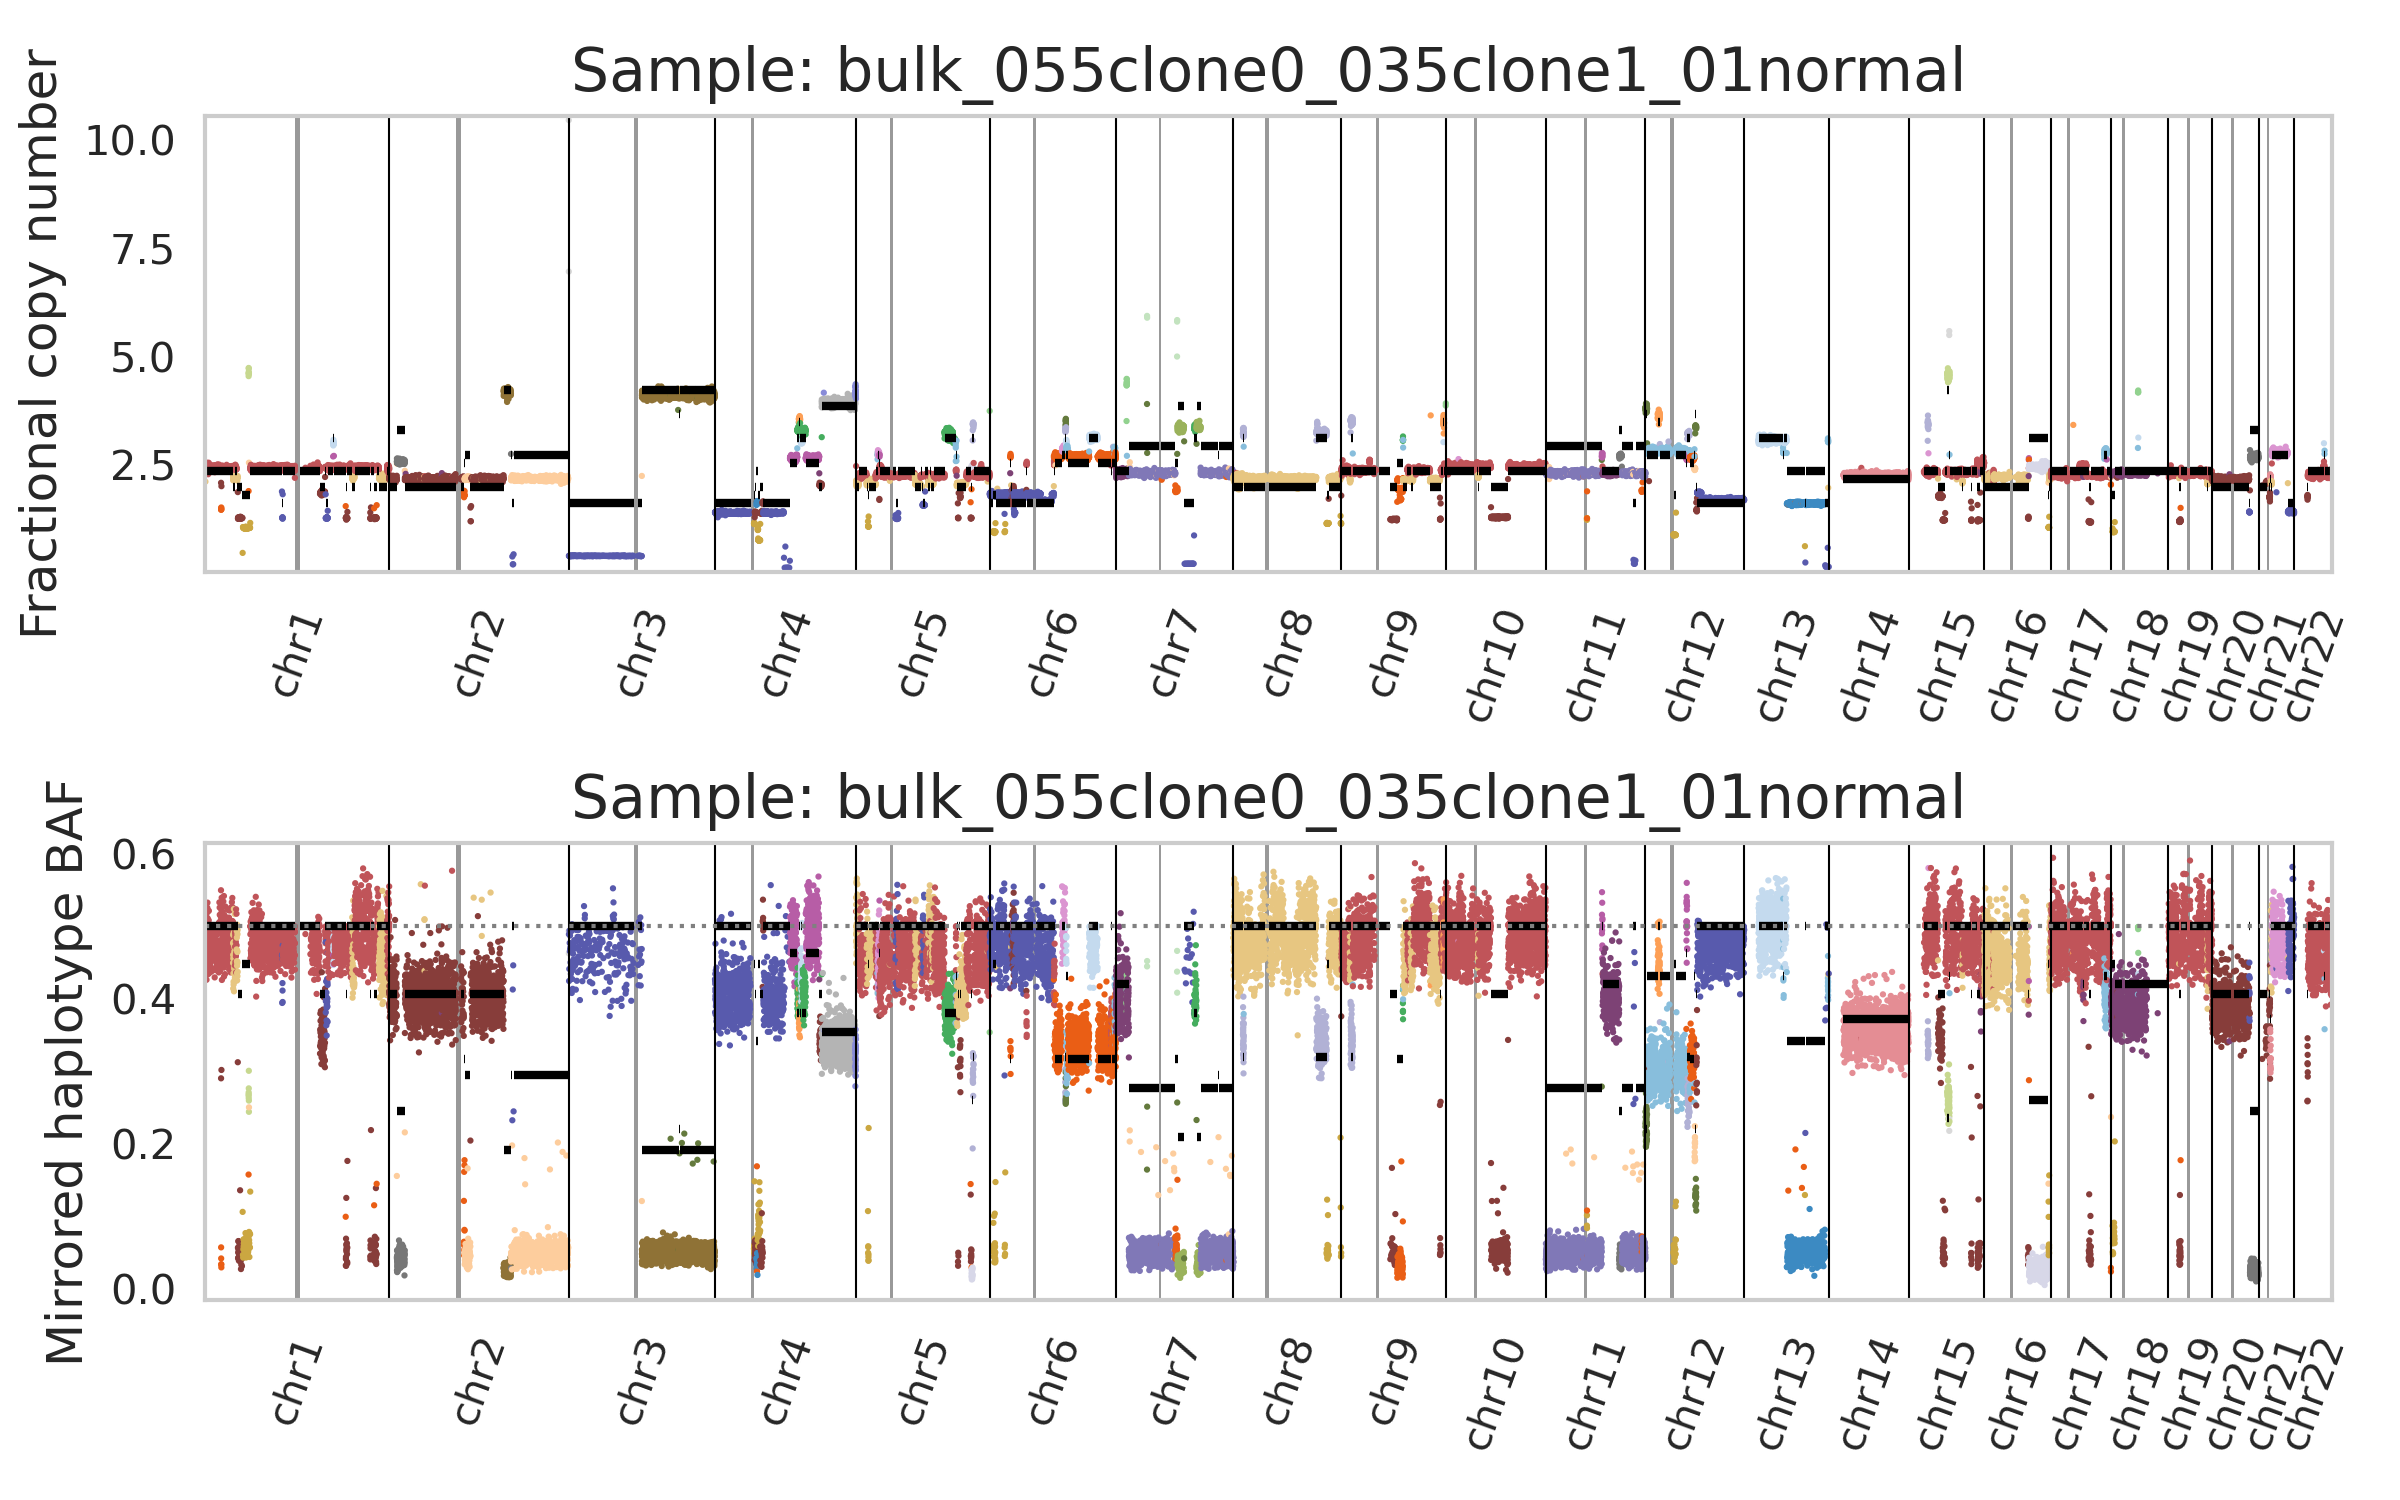 Sample: bulk_055clone0_035clone1_01normal
Fractional copy number
10.0
7.5
5.0
2.5
chr1
chr2
chr3
chr4
chr5
chr6
chr7
chr8
chr9
chr10
chr11
chr12
chr13
chr14
chr15
chr16
chr17
chr18
chr19
chr20
chr21
chr22
Sample: bulk_055clone0_035clone1_01normal
Mirrored haplotype BAF
0.6
0.4
0.2
0.0
chr1
chr2
chr3
chr4
chr5
chr6
chr7
chr8
chr9
chr10
chr11
chr12
chr13
chr14
chr15
chr16
chr17
chr18
chr19
chr20
chr21
chr22